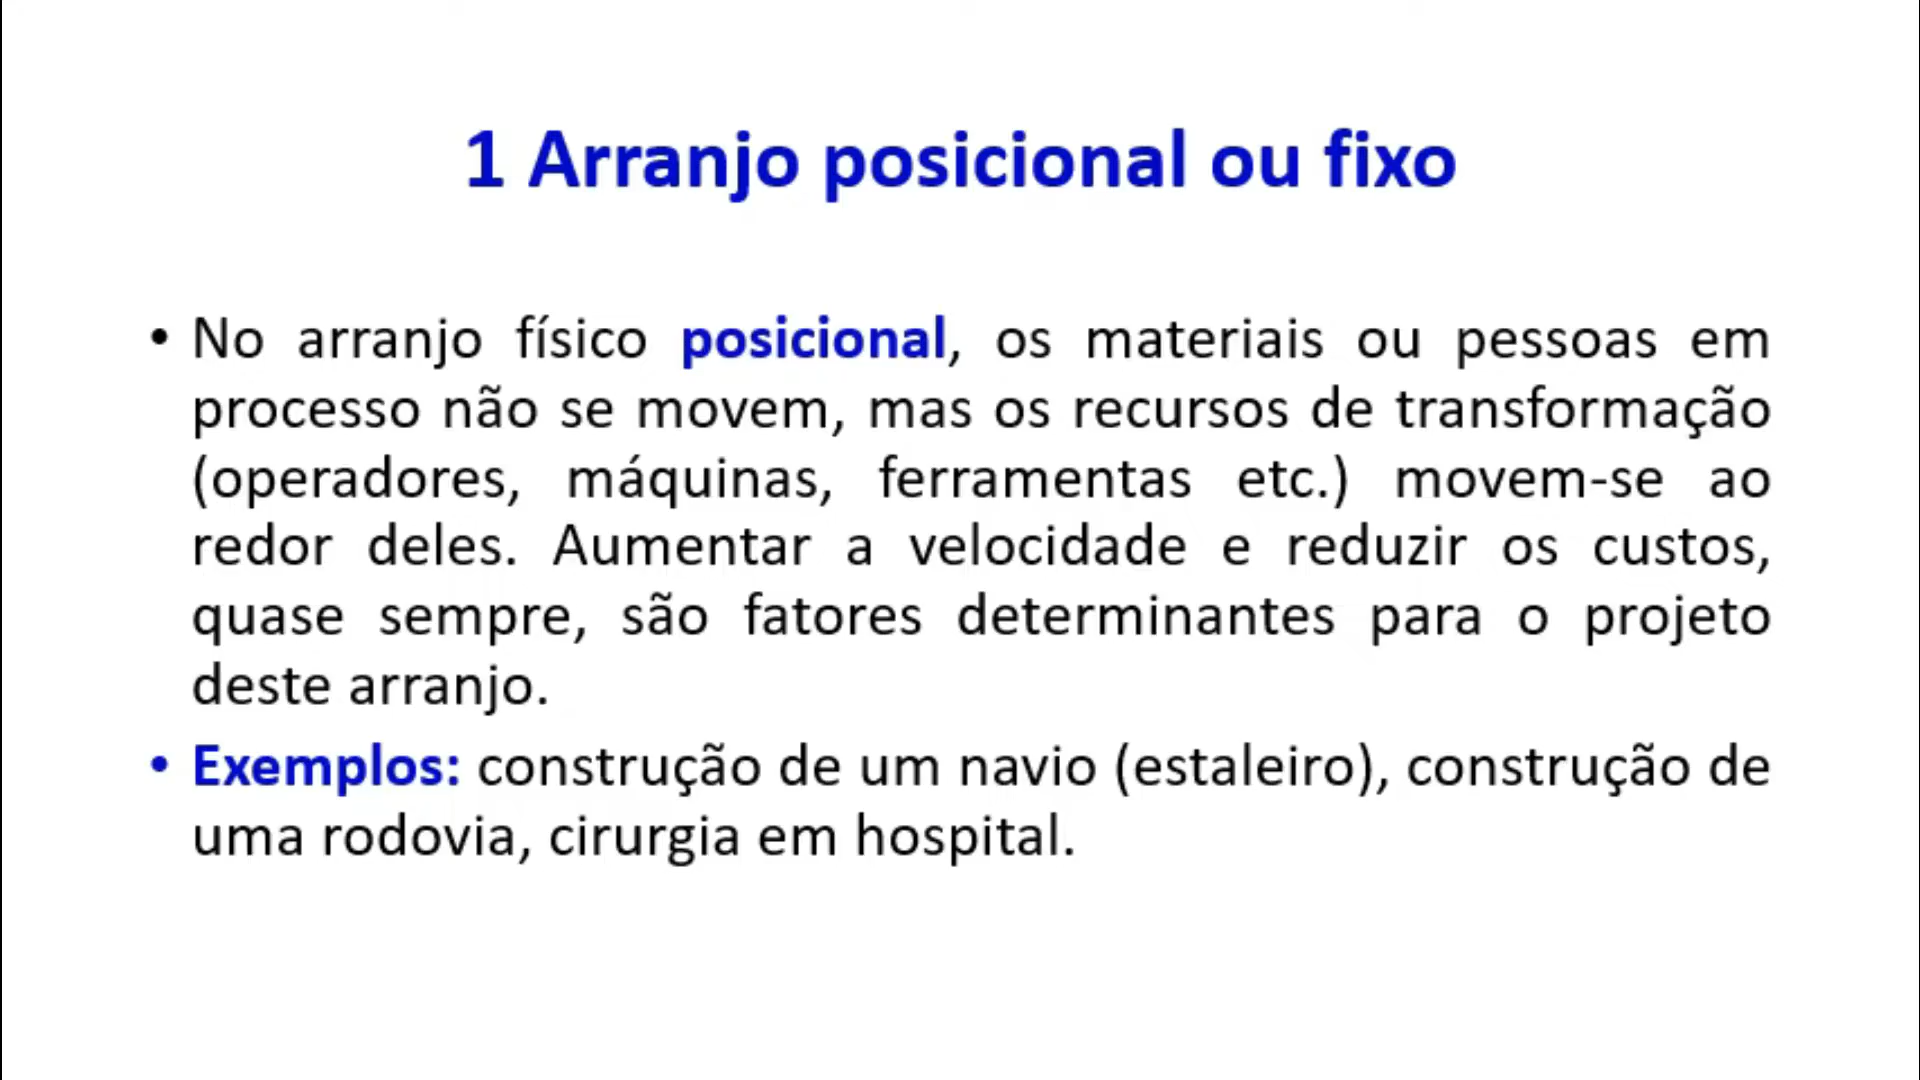 1 Arranjo posicional ou fixo
• No arranjo físico posicional, os materiais ou pessoas em
processo não se movem, mas os recursos de transformação
(operadores, máquinas, ferramentas etc.) movem-se ao
redor deles. Aumentar a velocidade e reduzir os custos,
quase sempre, são fatores determinantes para o projeto
deste arranjo.
• Exemplos: construção de um navio (estaleiro), construção de
uma rodovia, cirurgia em hospital.